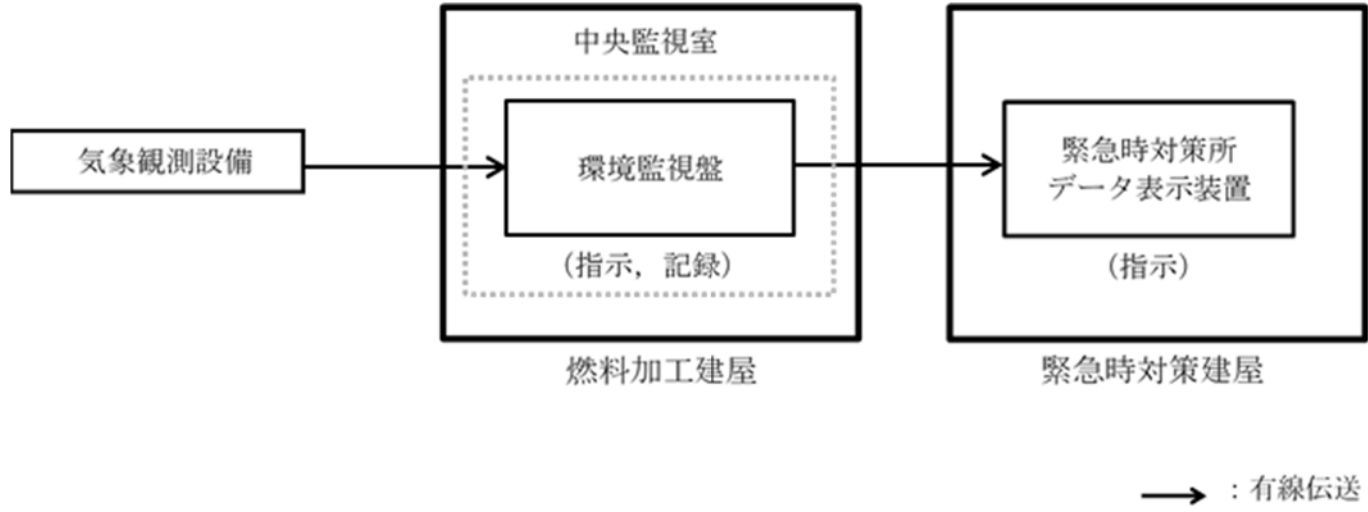 中央監視室
気象観測設備
環境監視盤
（指示，記録）
燃料加工建屋
緊急時対策所
データ表示装置
（指示）
緊急時対策建屋
：有線伝送